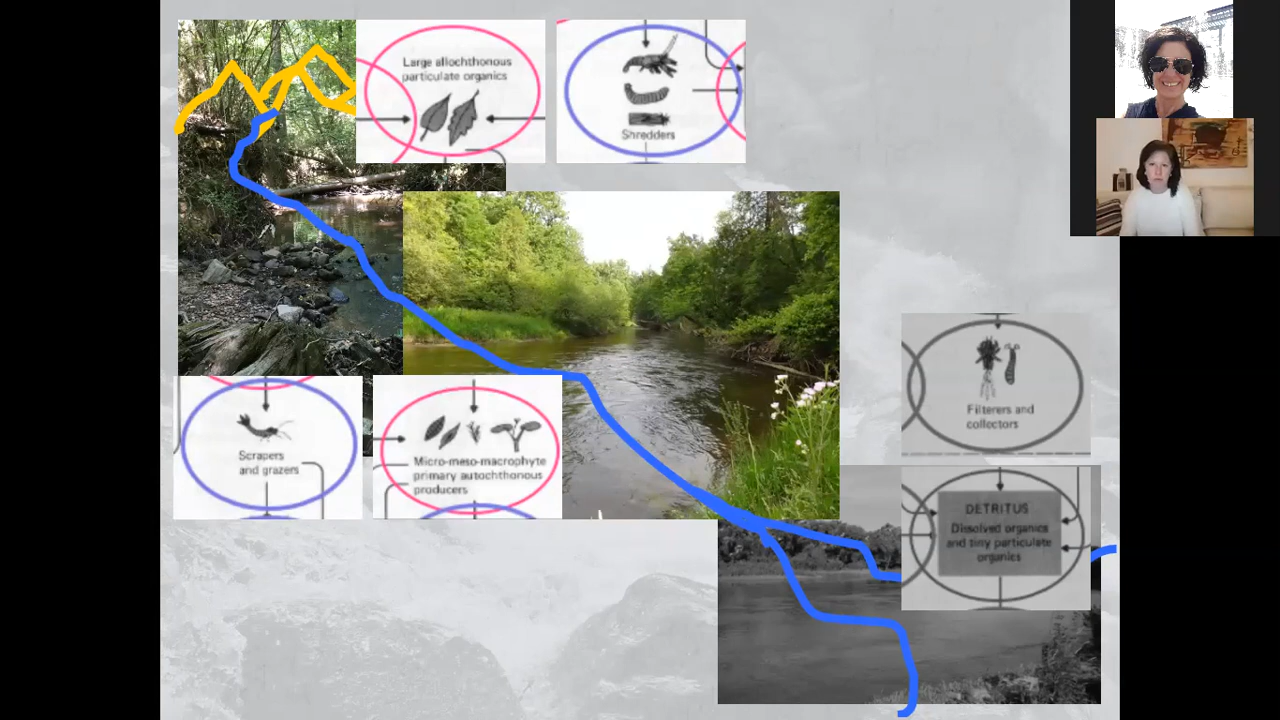 Large allochthonous
particulate organics
Shredders
Scrapers
and grazers
Micro-meso-macrophyte
primary autochthonous
producers
Filterers and
collectors
DETRITUS
Dissolved organics
and tiny particulate
organics